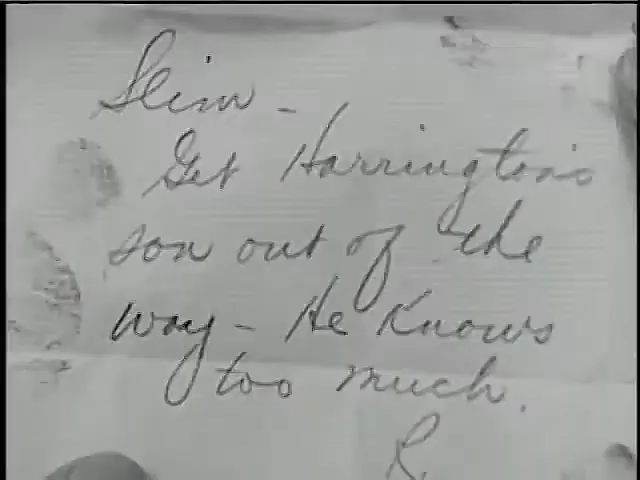 Slim -
Get Harrington's
son out of the
way - He Knows
too much.
R.